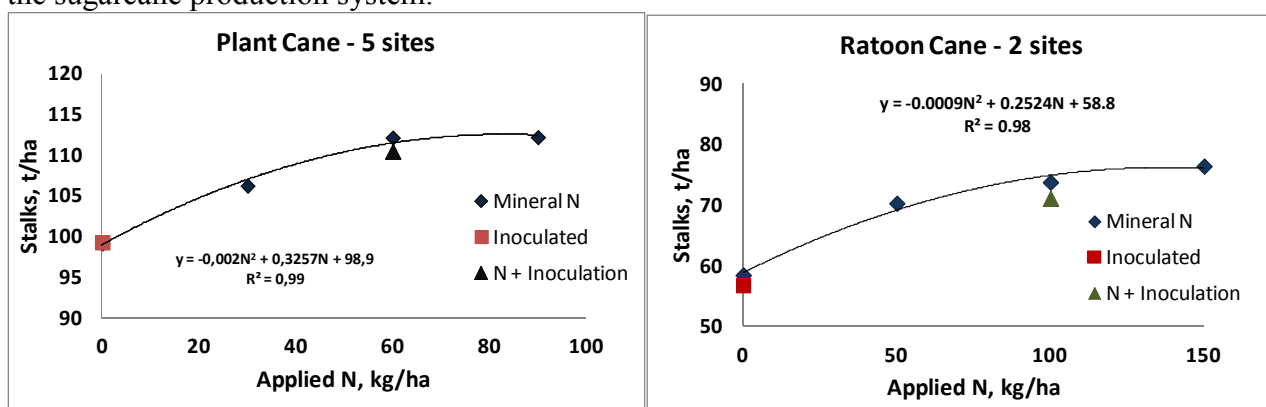 the sugarcane production system.
Plant Cane - 5 sites
120
115
110
105
100
95
90
Stalks, t/ha
y = -0,002N² + 0,3257N + 98,9
R² = 0,99
Mineral N
Inoculated
N + Inoculation
0 20 40 60 80 100
Applied N, kg/ha
Ratoon Cane - 2 sites
90
80
70
60
50
Stalks, t/ha
y = -0.0009N² + 0.2524N + 58.8
R² = 0.98
Mineral N
Inoculated
N + Inoculation
0 50 100 150
Applied N, kg/ha